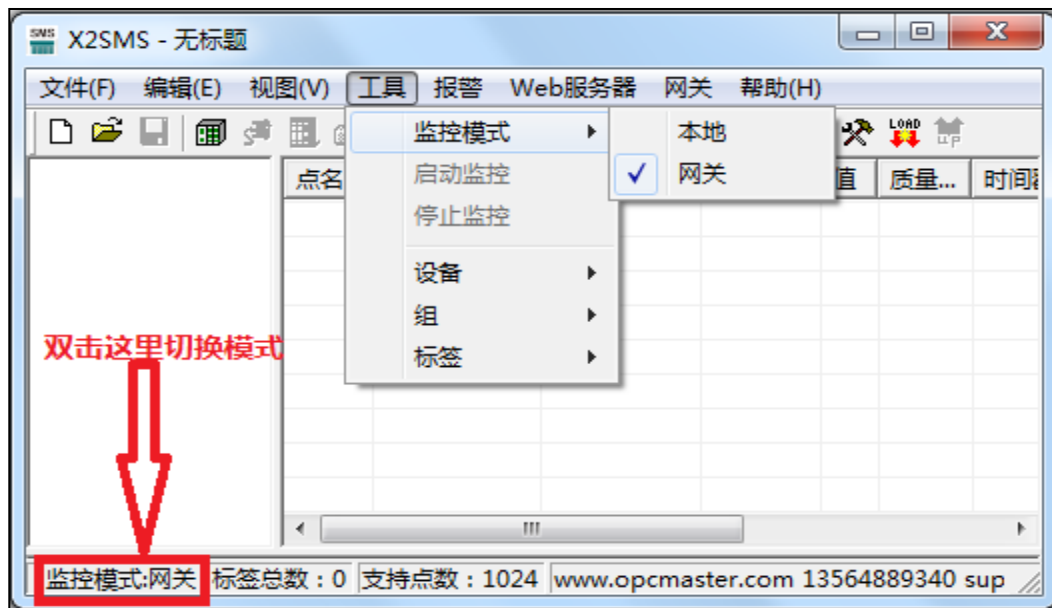 SMS X2SMS - 无标题
文件(F) 编辑(E) 视图(V) 工具 报警 Web服务器 网关 帮助(H)
LOAD UP
监控模式 本地
点名 启动监控 网关 值 质量... 时间
停止监控
设备
组
标签
双击这里切换模式
监控模式:网关 标签总数：0 支持点数：1024 www.opcmaster.com 13564889340 sup